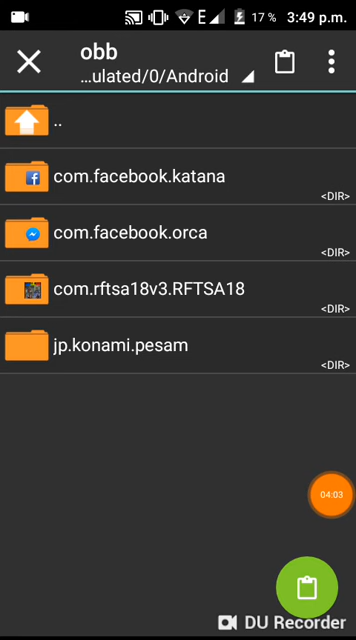 E
17 %
3:49 p.m.
obb
...ulated/0/Android
..
com.facebook.katana
<DIR>
com.facebook.orca
<DIR>
com.rftsa18v3.RFTSA18
<DIR>
jp.konami.pesam
<DIR>
04:03
DU Recorder